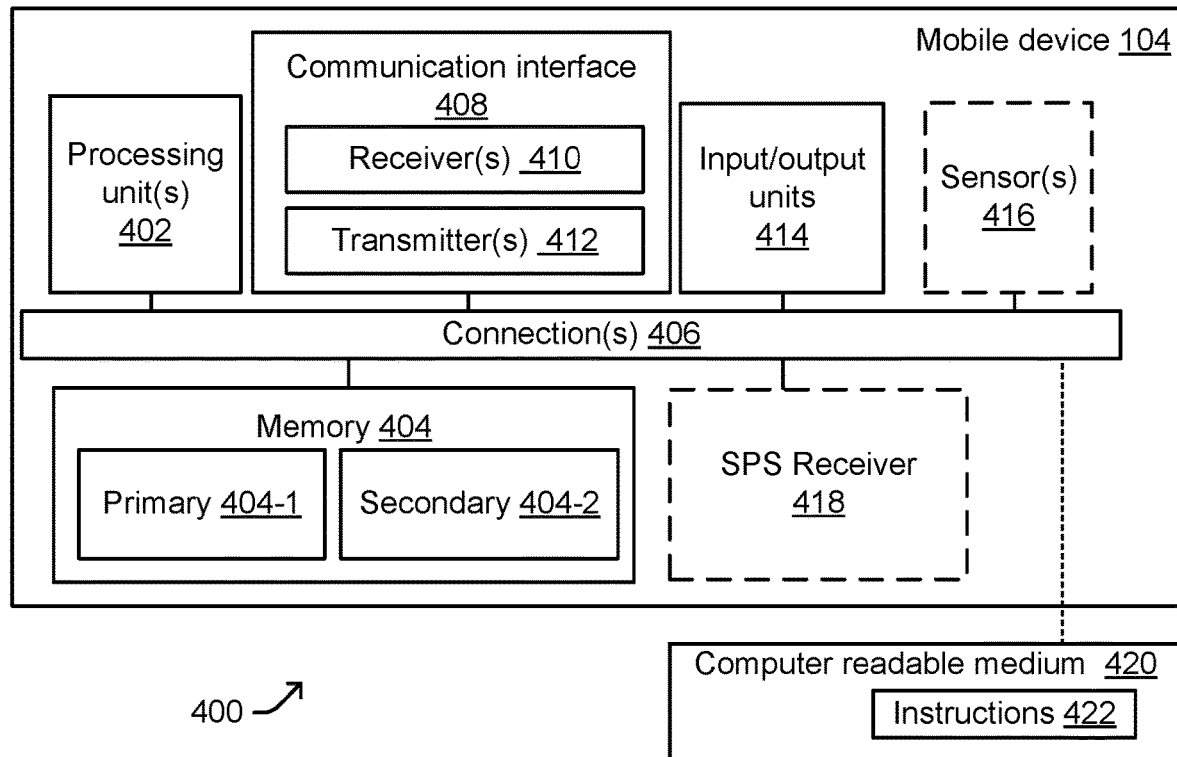 Mobile device 104
Communication interface
408
Receiver(s) 410
Transmitter(s) 412
Processing
unit(s)
402
Input/output
units
414
Sensor(s)
416
Connection(s) 406
Memory 404
Primary 404-1
Secondary 404-2
SPS Receiver
418
Computer readable medium 420
Instructions 422
400